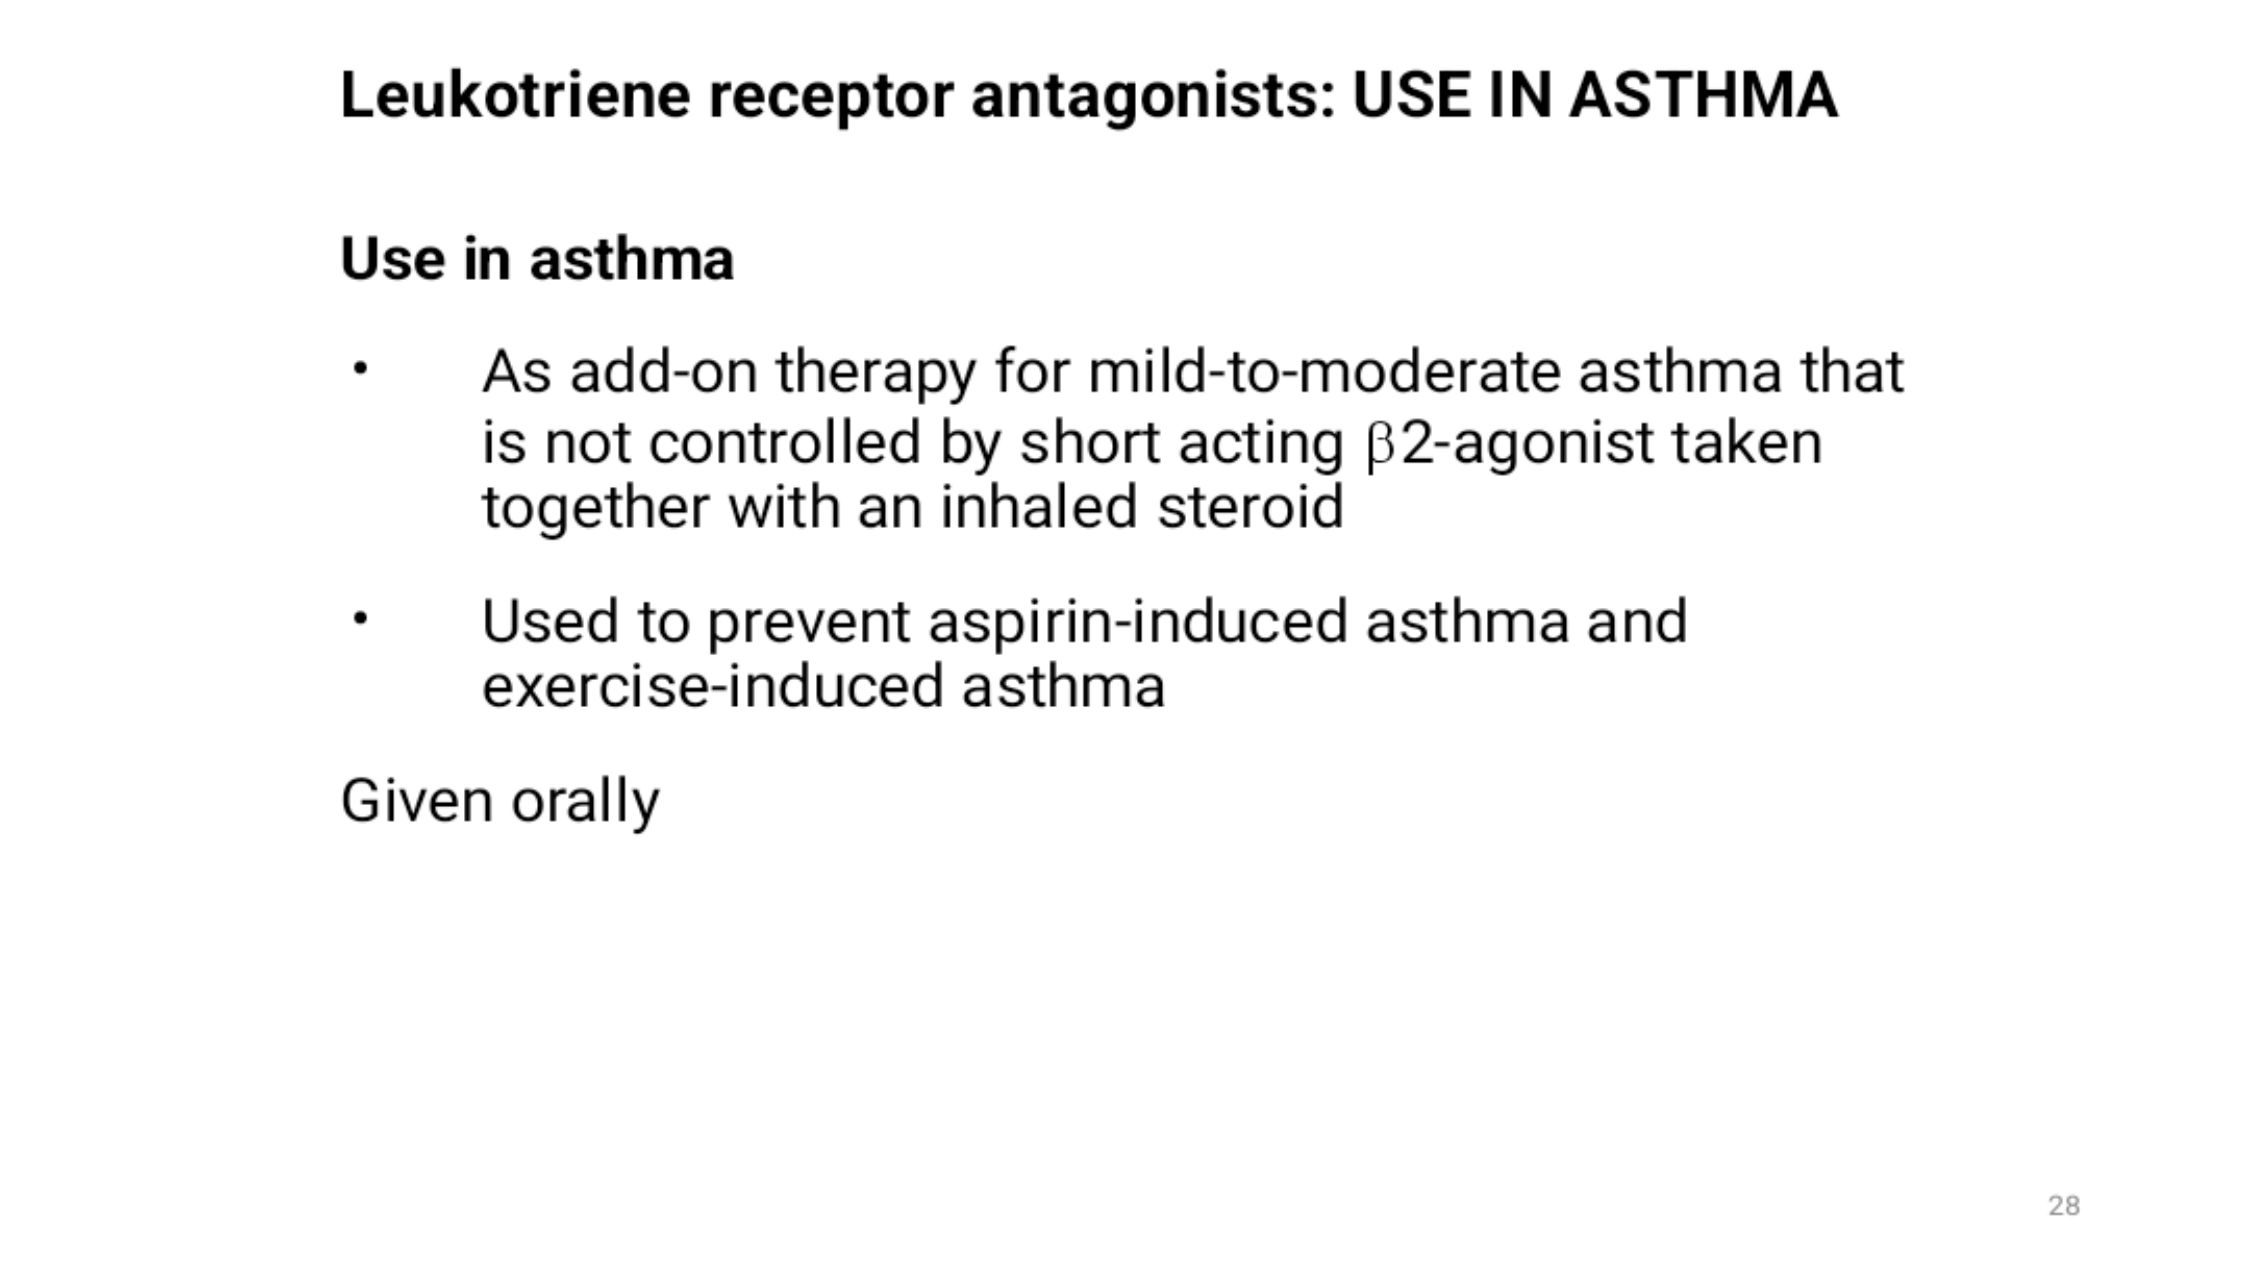 Leukotriene receptor antagonists: USE IN ASTHMA
Use in asthma
• As add-on therapy for mild-to-moderate asthma that
is not controlled by short acting β2-agonist taken
together with an inhaled steroid
• Used to prevent aspirin-induced asthma and
exercise-induced asthma
Given orally
28